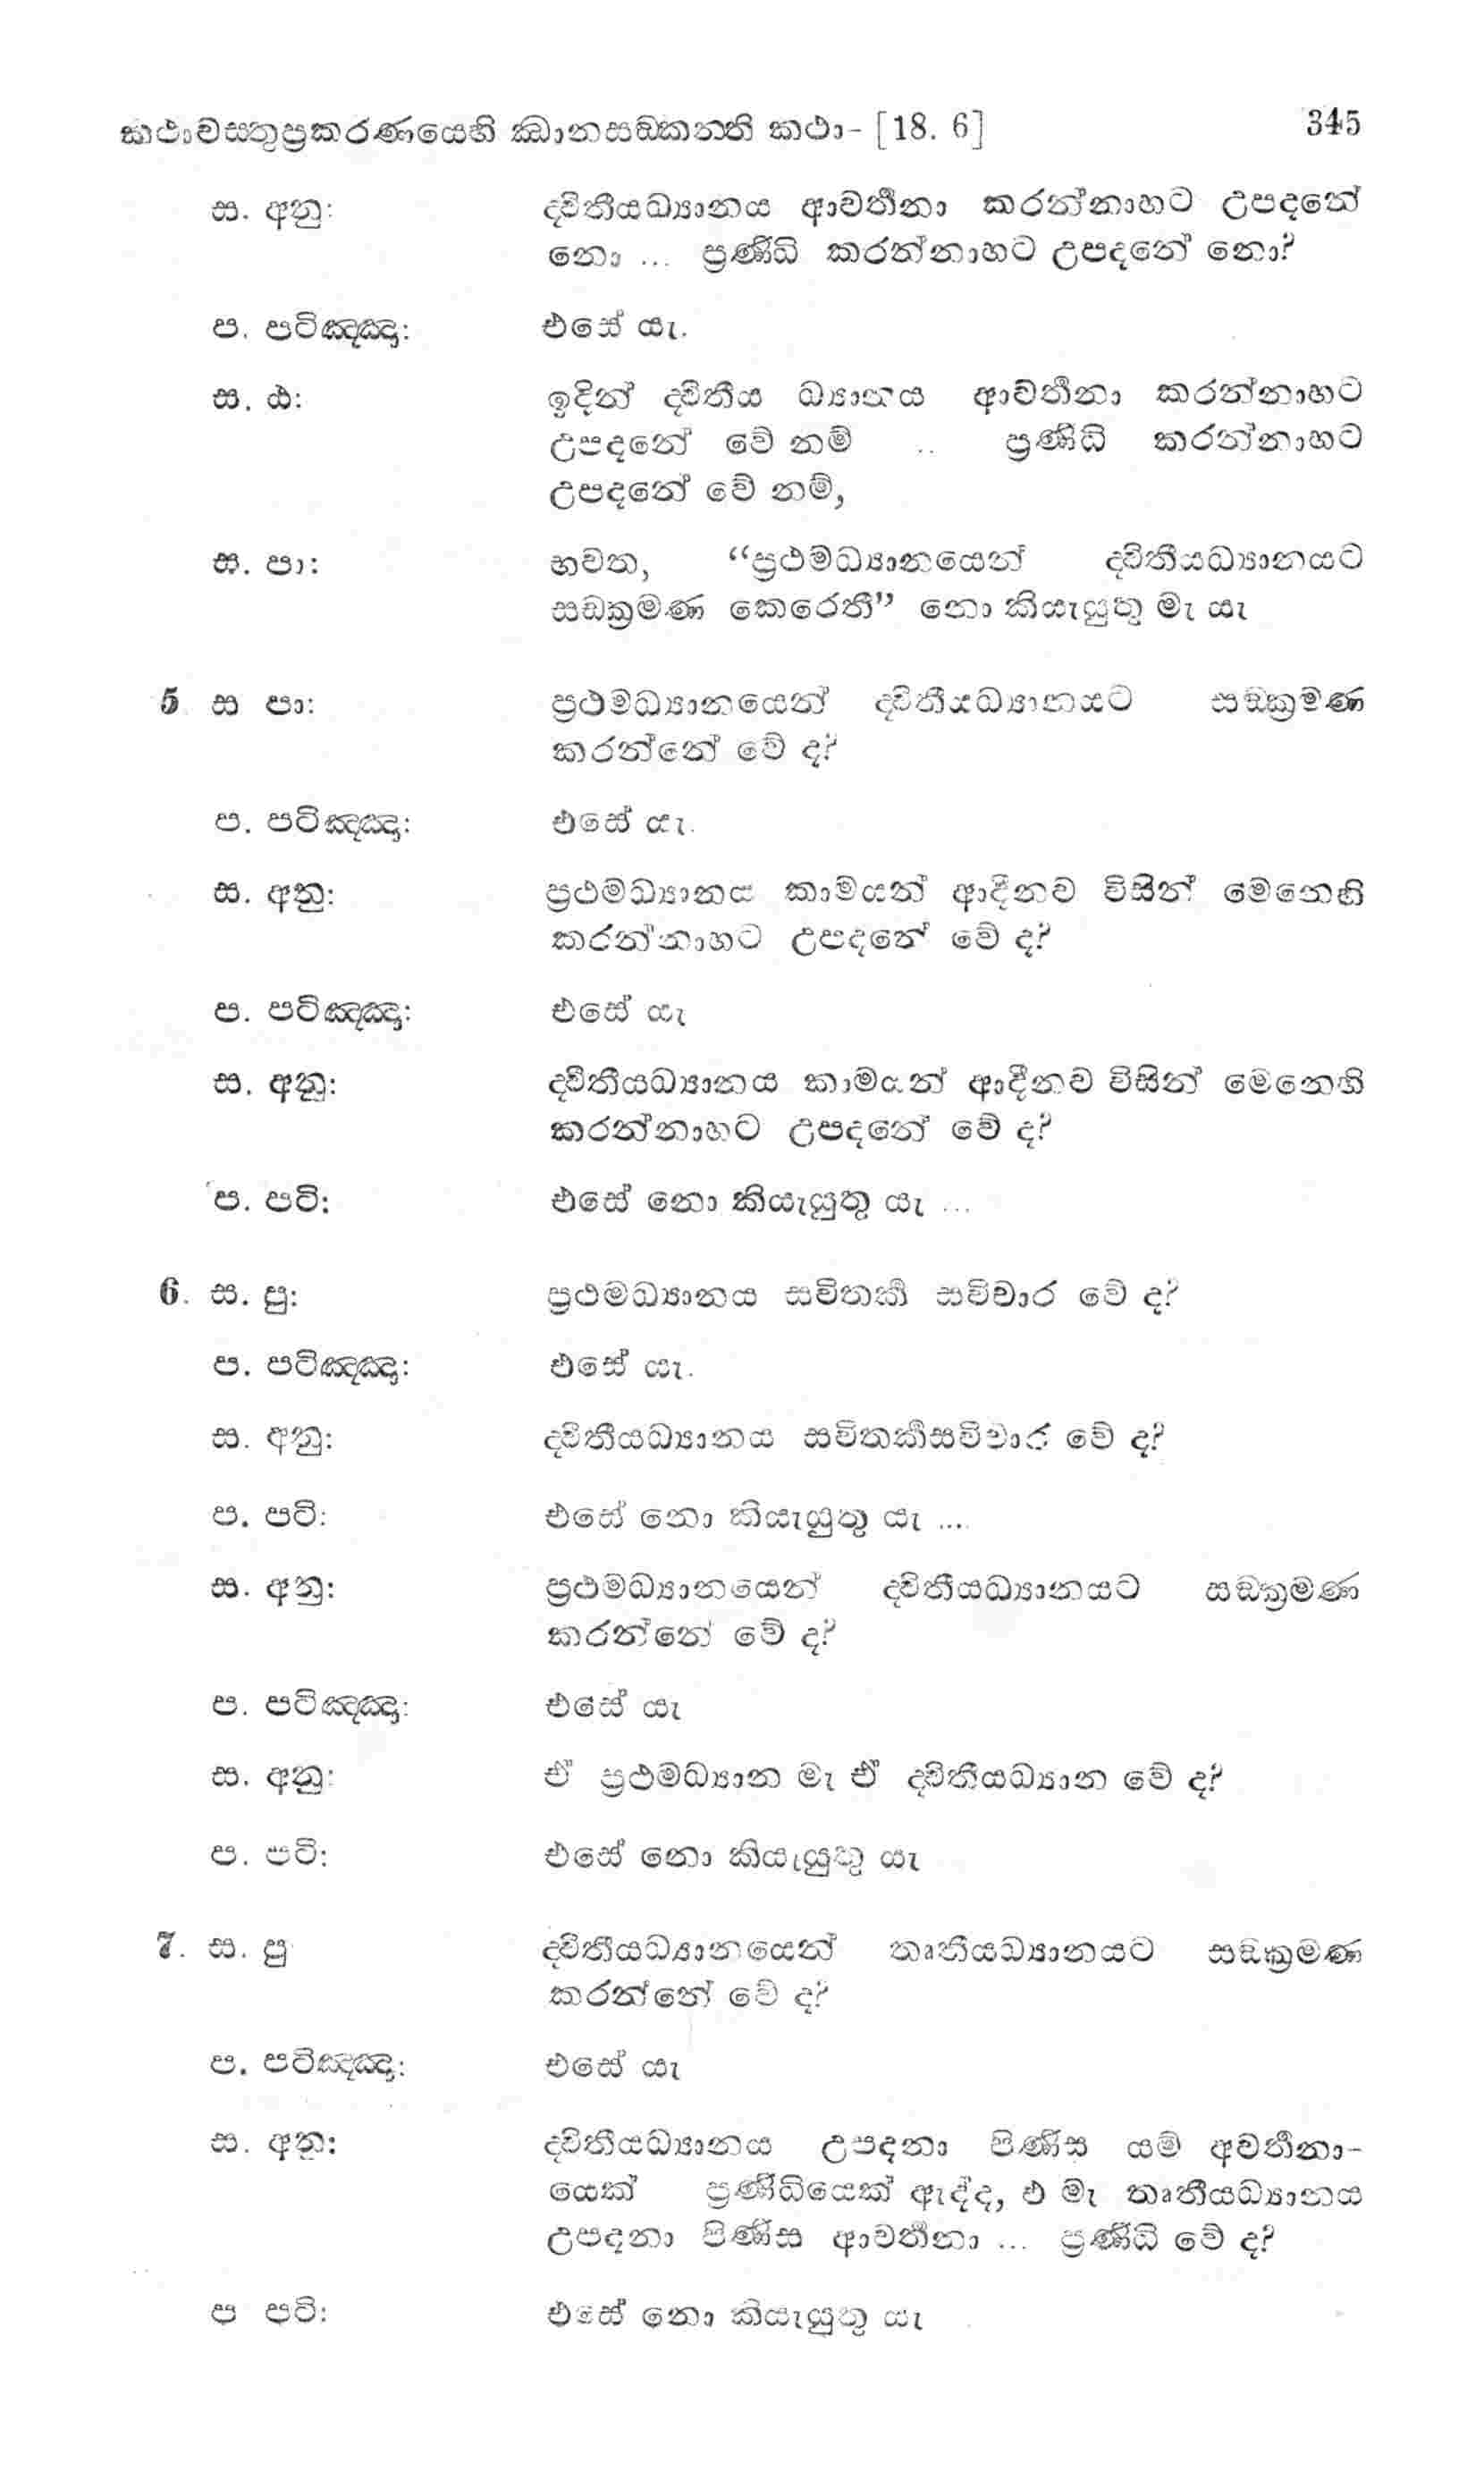 කථාවස්තුප්‍රකරණයෙහි ඣානසඞ්කන්ති කථා- [18. 6] 345
ස. අනු: ද්විතීයධ්‍යානය ආවර්තනා කරන්නාහට උපදනේ
නො ... ප්‍රණිධි කරන්නාහට උපදනේ නො?
ප. පටිඤ්ඤා: එසේ යැ.
ස. ඨ: ඉදින් ද්විතීය ධ්‍යානය ආවර්තනා කරන්නාහට
උපදනේ වේ නම් .. ප්‍රණිධි කරන්නාහට
උපදනේ වේ නම්,
ස. පා: භවත, “ප්‍රථමධ්‍යානයෙන් ද්විතීයධ්‍යානයට
සඞ්ක්‍රමණ කෙරෙතී” නො කියැයුතු මැ යැ
5 ස පා: ප්‍රථමධ්‍යානයෙන් ද්විතීයධ්‍යානයට සඞ්ක්‍රමණ
කරන්නේ වේ ද?
ප. පටිඤ්ඤා: එසේ යැ.
ස. අනු: ප්‍රථමධ්‍යානය කාමයන් ආදීනව විසින් මෙනෙහි
කරන්නාහට උපදනේ වේ ද?
ප. පටිඤ්ඤා: එසේ යැ
ස. අනු: ද්විතීයධ්‍යානය කාමයන් ආදීනව විසින් මෙනෙහි
කරන්නාහට උපදනේ වේ ද?
ප. පටි: එසේ නො කියැයුතු යැ ...
6. ස. පු: ප්‍රථමධ්‍යානය සවිතර්ක සවිචාර වේ ද?
ප. පටිඤ්ඤා: එසේ යැ.
ස. අනු: ද්විතීයධ්‍යානය සවිතර්කසවිචාර වේ ද?
ප. පටි: එසේ නො කියැයුතු යැ ....
ස. අනු: ප්‍රථමධ්‍යානයෙන් ද්විතීයධ්‍යානයට සඞ්ක්‍රමණ
කරන්නේ වේ ද?
ප. පටිඤ්ඤා: එසේ යැ
ස. අනු: ඒ ප්‍රථමධ්‍යාන මැ ඒ ද්විතීයධ්‍යාන වේ ද?
ප. පටි: එසේ නො කියැයුතු යැ
7. ස. පු ද්විතීයධ්‍යානයෙන් තෘතීයධ්‍යානයට සඞ්ක්‍රමණ
කරන්නේ වේ ද?
ප. පටිඤ්ඤා: එසේ යැ
ස. අනු: ද්විතීයධ්‍යානය උපදනා පිණිස යම් අවර්තනා-
යෙක් ප්‍රණිධියෙක් ඇද්ද, එ මැ තෘතීයධ්‍යානය
උපදනා පිණිස ආවර්තනා ... ප්‍රණිධි වේ ද?
ප පටි: එසේ නො කියැයුතු යැ